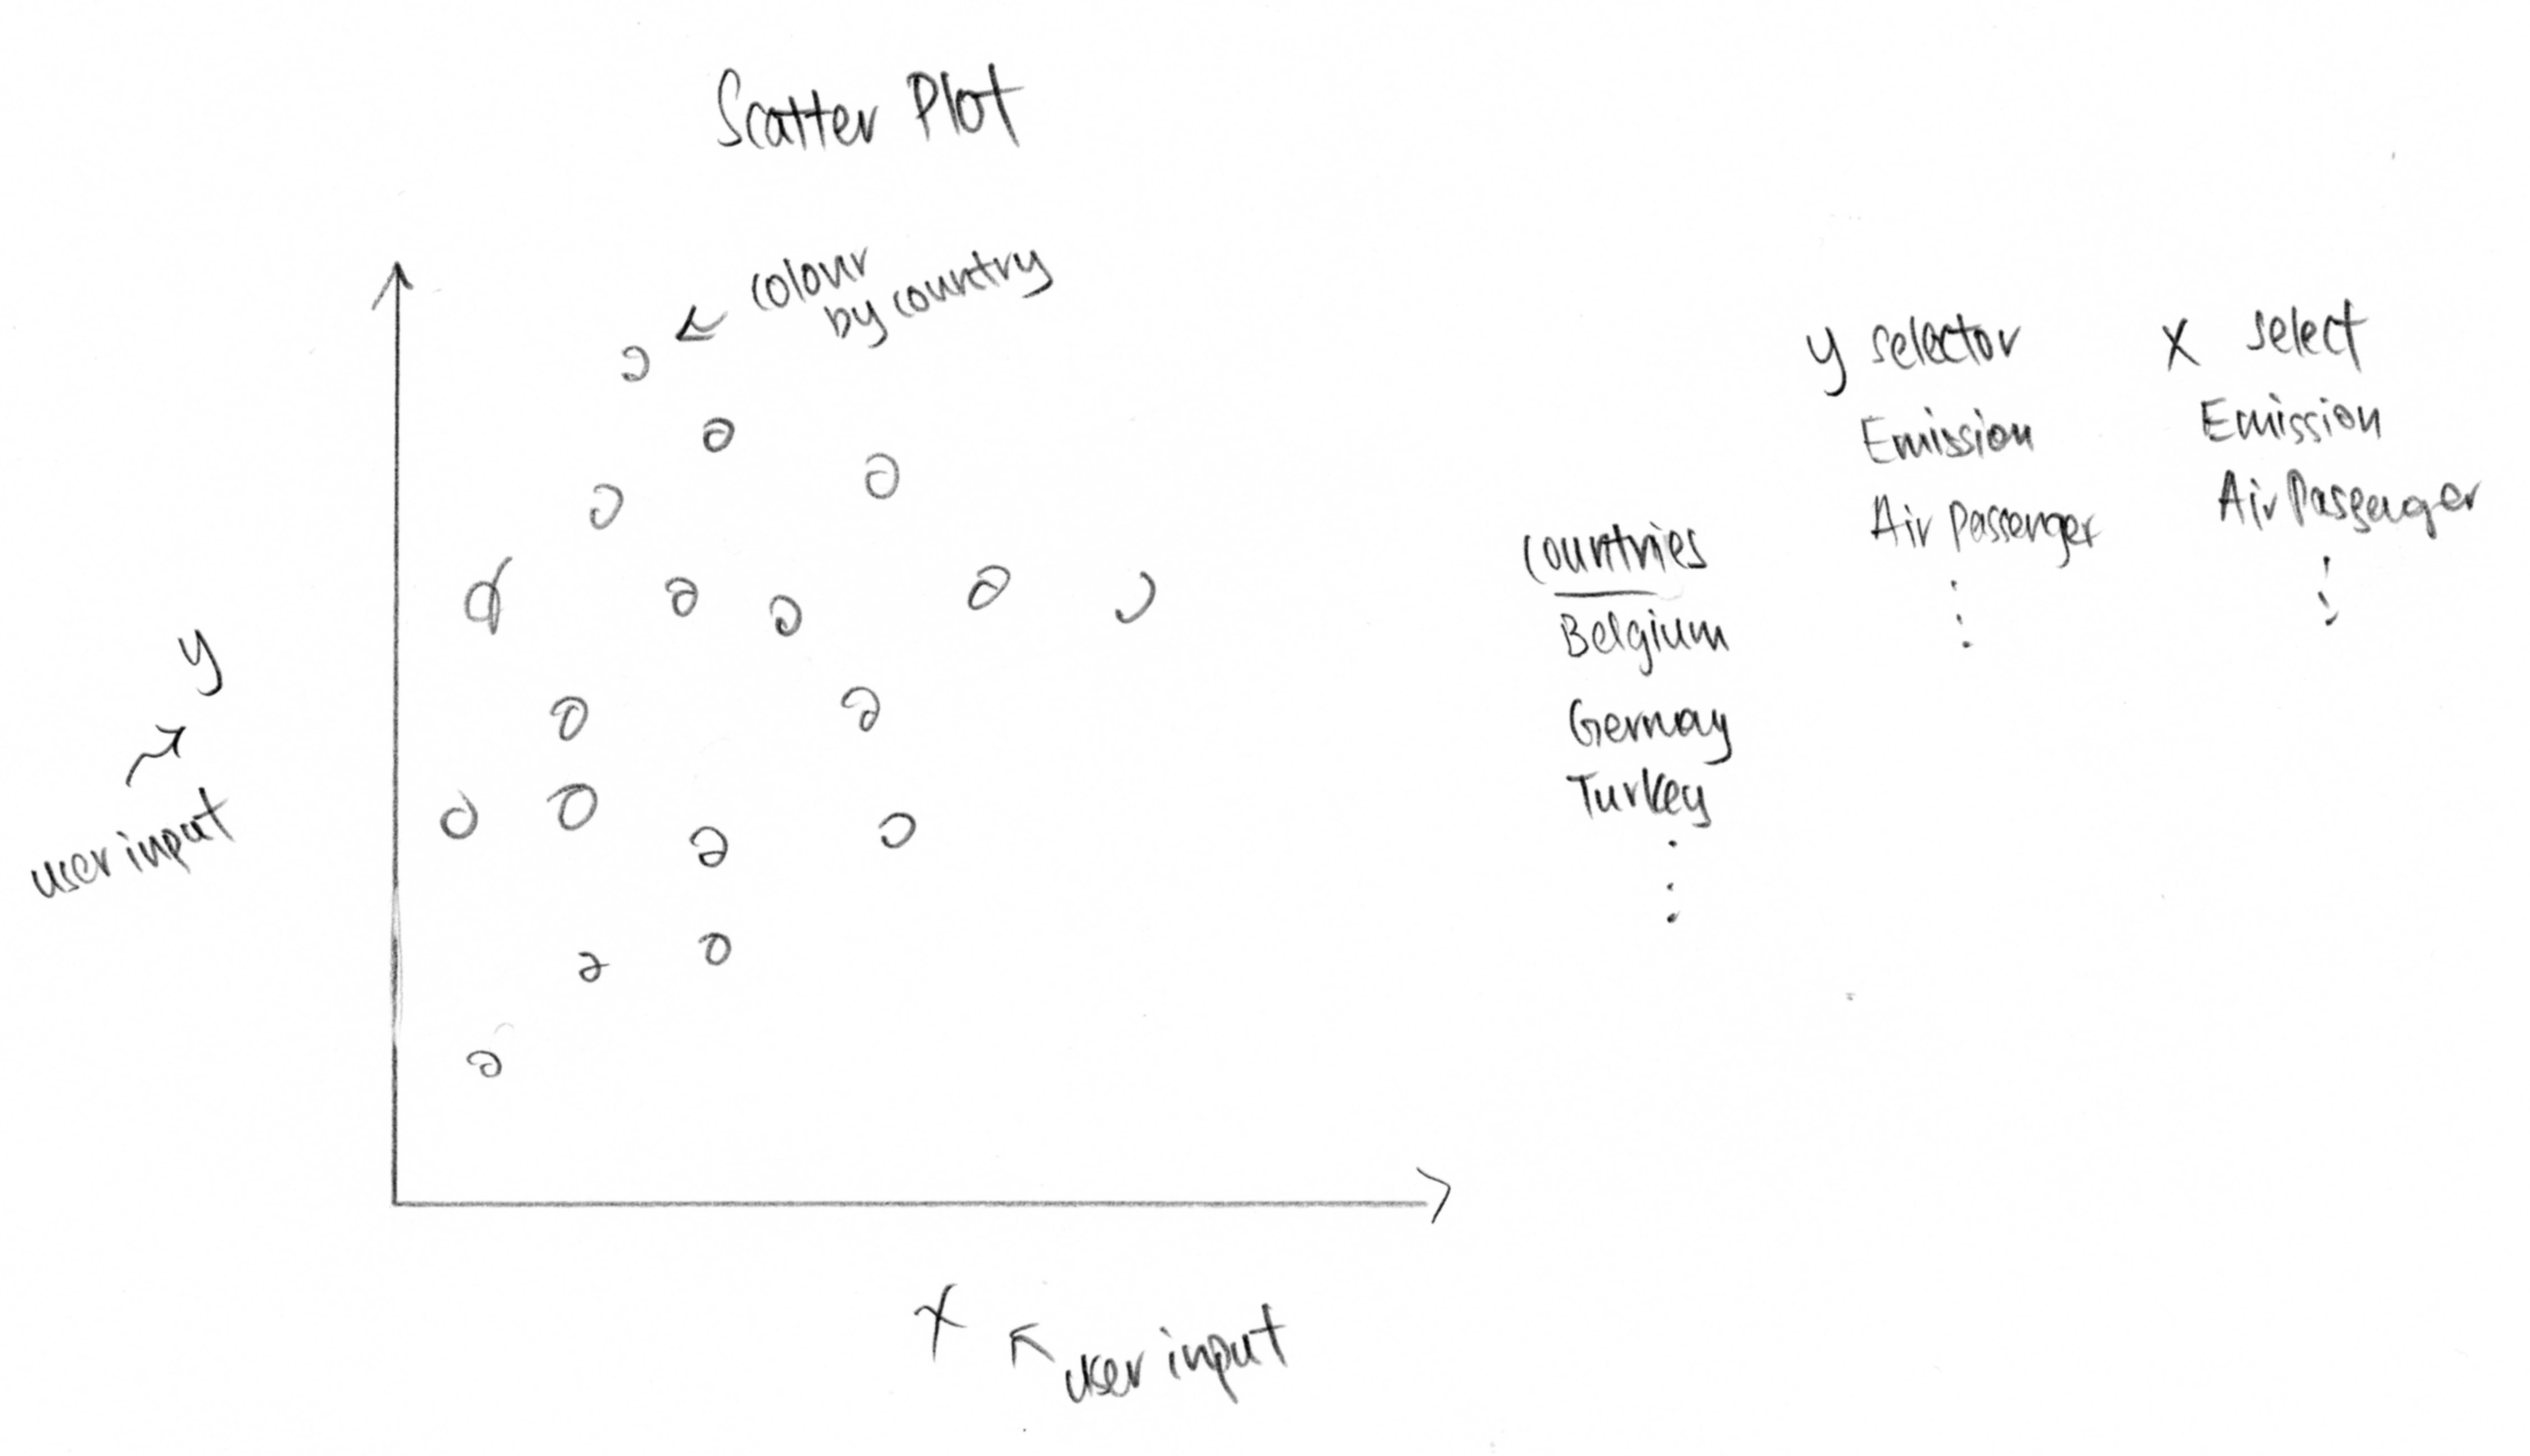 Scatter Plot
colour
by country
y
user input
X
user input
countries
Belgium
Gernay
Turkey
y selector
Emission
Air Passenger
X select
Emission
Air Passenger